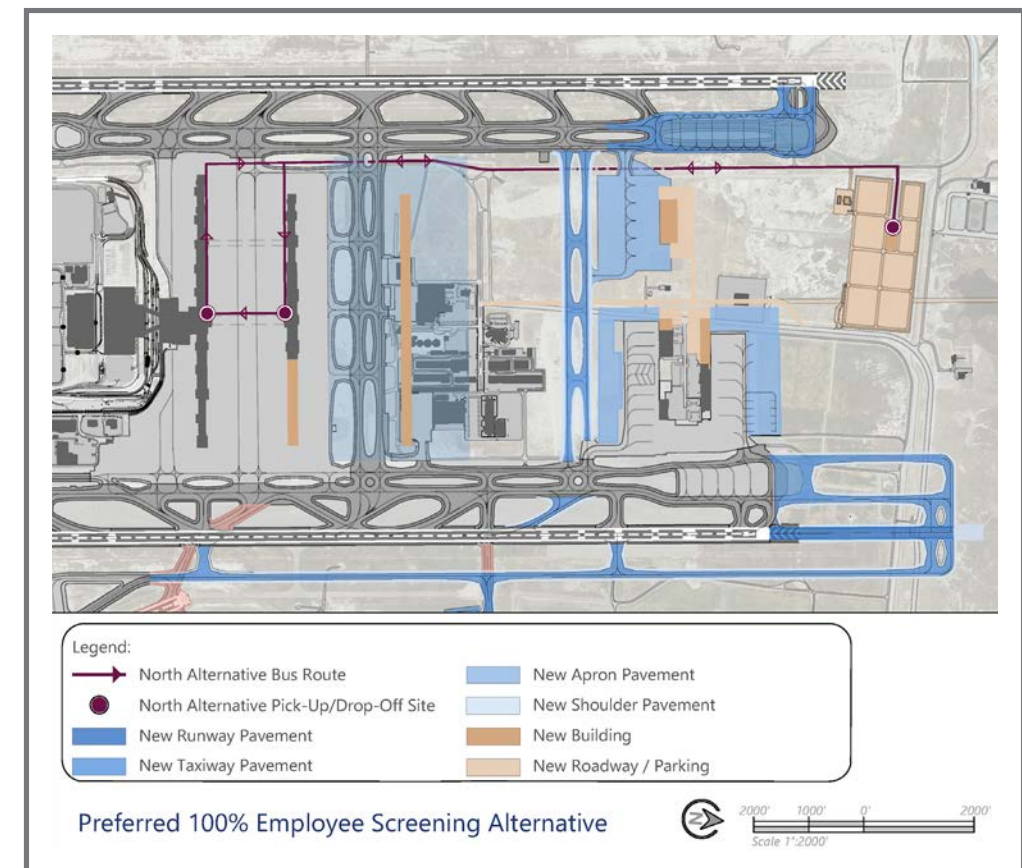 Legend:
North Alternative Bus Route
North Alternative Pick-Up/Drop-Off Site
New Runway Pavement
New Taxiway Pavement
New Apron Pavement
New Shoulder Pavement
New Building
New Roadway / Parking
Preferred 100% Employee Screening Alternative
N
2000' 1000' 0' 2000'
Scale 1":2000'